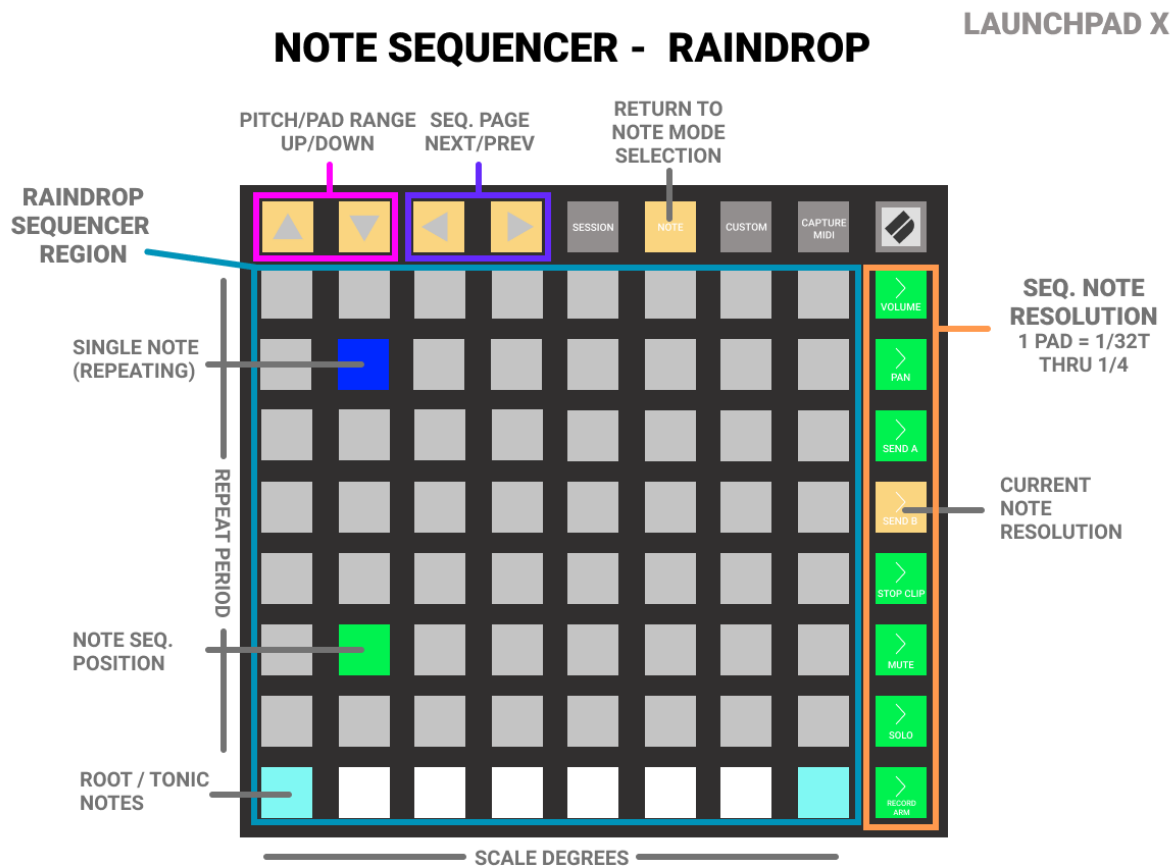 LAUNCHPAD X
NOTE SEQUENCER - RAINDROP
PITCH/PAD RANGE
UP/DOWN
SEQ. PAGE
NEXT/PREV
RETURN TO
NOTE MODE
SELECTION
RAINDROP
SEQUENCER
REGION
SESSION
NOTE
CUSTOM
CAPTURE
MIDI
VOLUME
SEQ. NOTE
RESOLUTION
1 PAD = 1/32T
THRU 1/4
SINGLE NOTE
(REPEATING)
PAN
SEND A
REPEAT PERIOD
SEND B
CURRENT
NOTE
RESOLUTION
STOP CLIP
NOTE SEQ.
POSITION
MUTE
SOLO
ROOT / TONIC
NOTES
RECORD
ARM
SCALE DEGREES